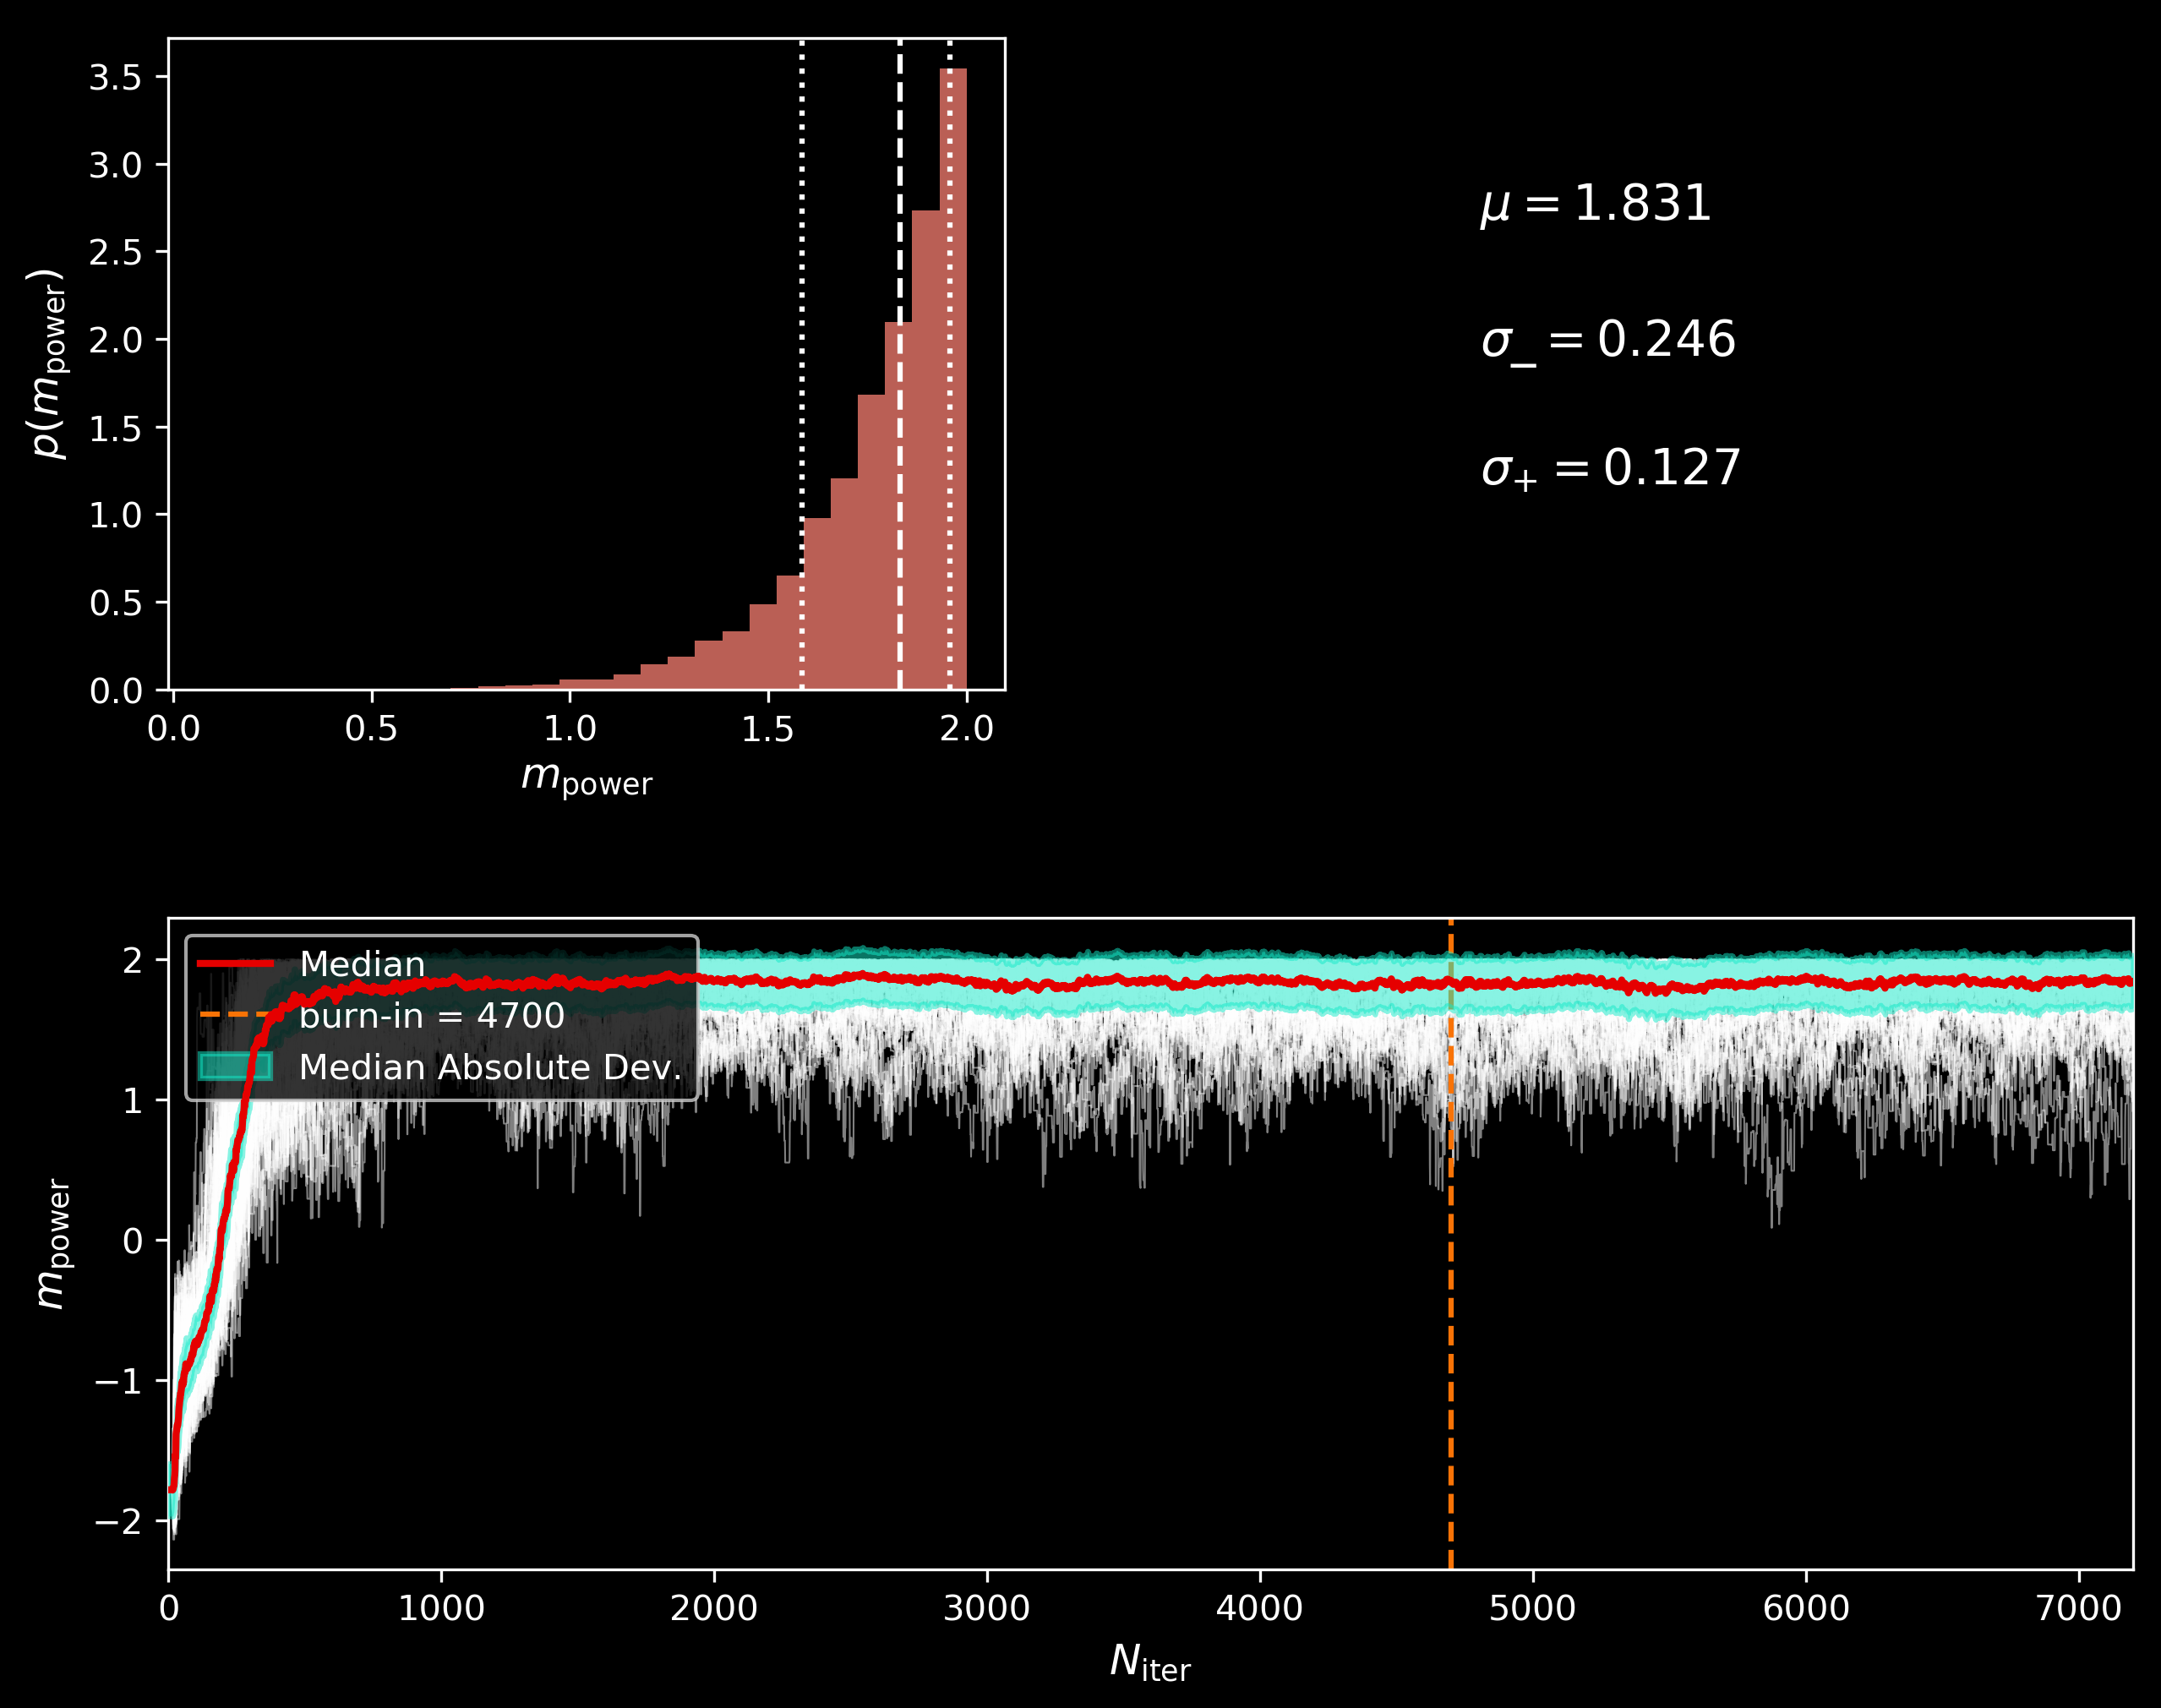 p(m_power)
3.5
3.0
2.5
2.0
1.5
1.0
0.5
0.0
0.0 0.5 1.0 1.5 2.0
m_power
μ = 1.831
σ_− = 0.246
σ_+ = 0.127
m_power
2
1
0
−1
−2
Median
burn-in = 4700
Median Absolute Dev.
0 1000 2000 3000 4000 5000 6000 7000
N_iter